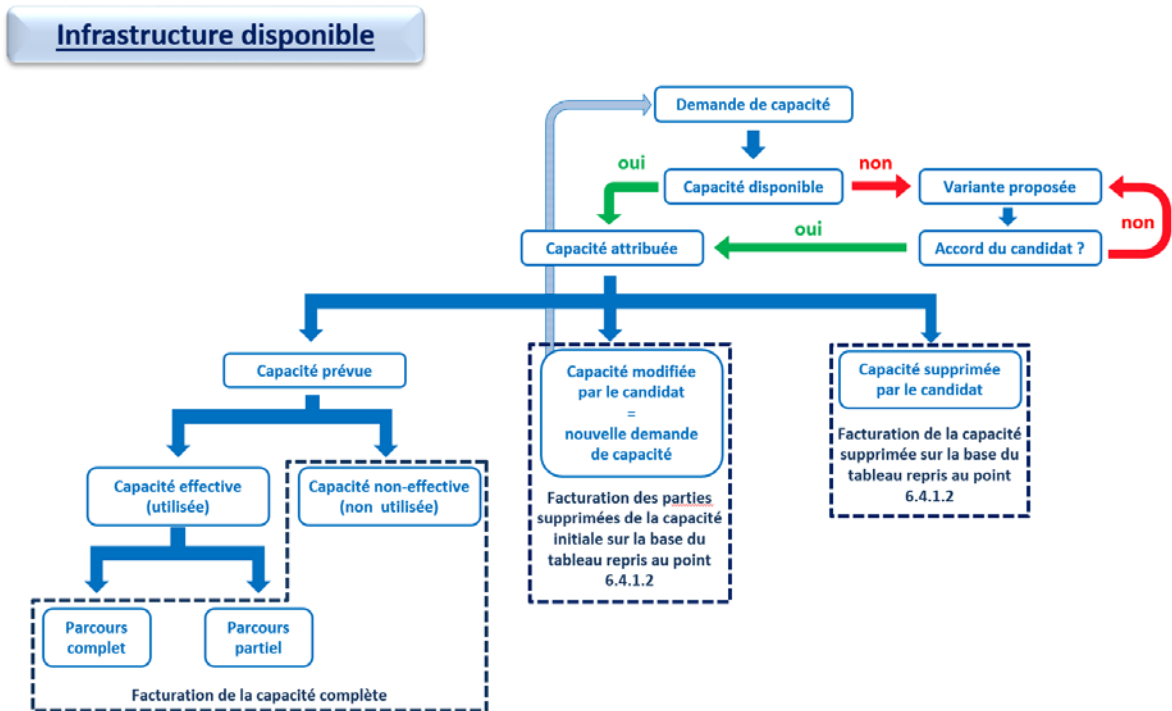 Infrastructure disponible
Demande de capacité
oui
non
Capacité disponible
Variante proposée
oui
non
Capacité attribuée
Accord du candidat ?
Capacité prévue
Capacité modifiée
par le candidat
=
nouvelle demande
de capacité
Capacité supprimée
par le candidat
Facturation de la capacité
supprimée sur la base du
tableau repris au point
6.4.1.2
Capacité effective
(utilisée)
Capacité non-effective
(non utilisée)
Facturation des parties
supprimées de la capacité
initiale sur la base du
tableau repris au point
6.4.1.2
Parcours
complet
Parcours
partiel
Facturation de la capacité complète